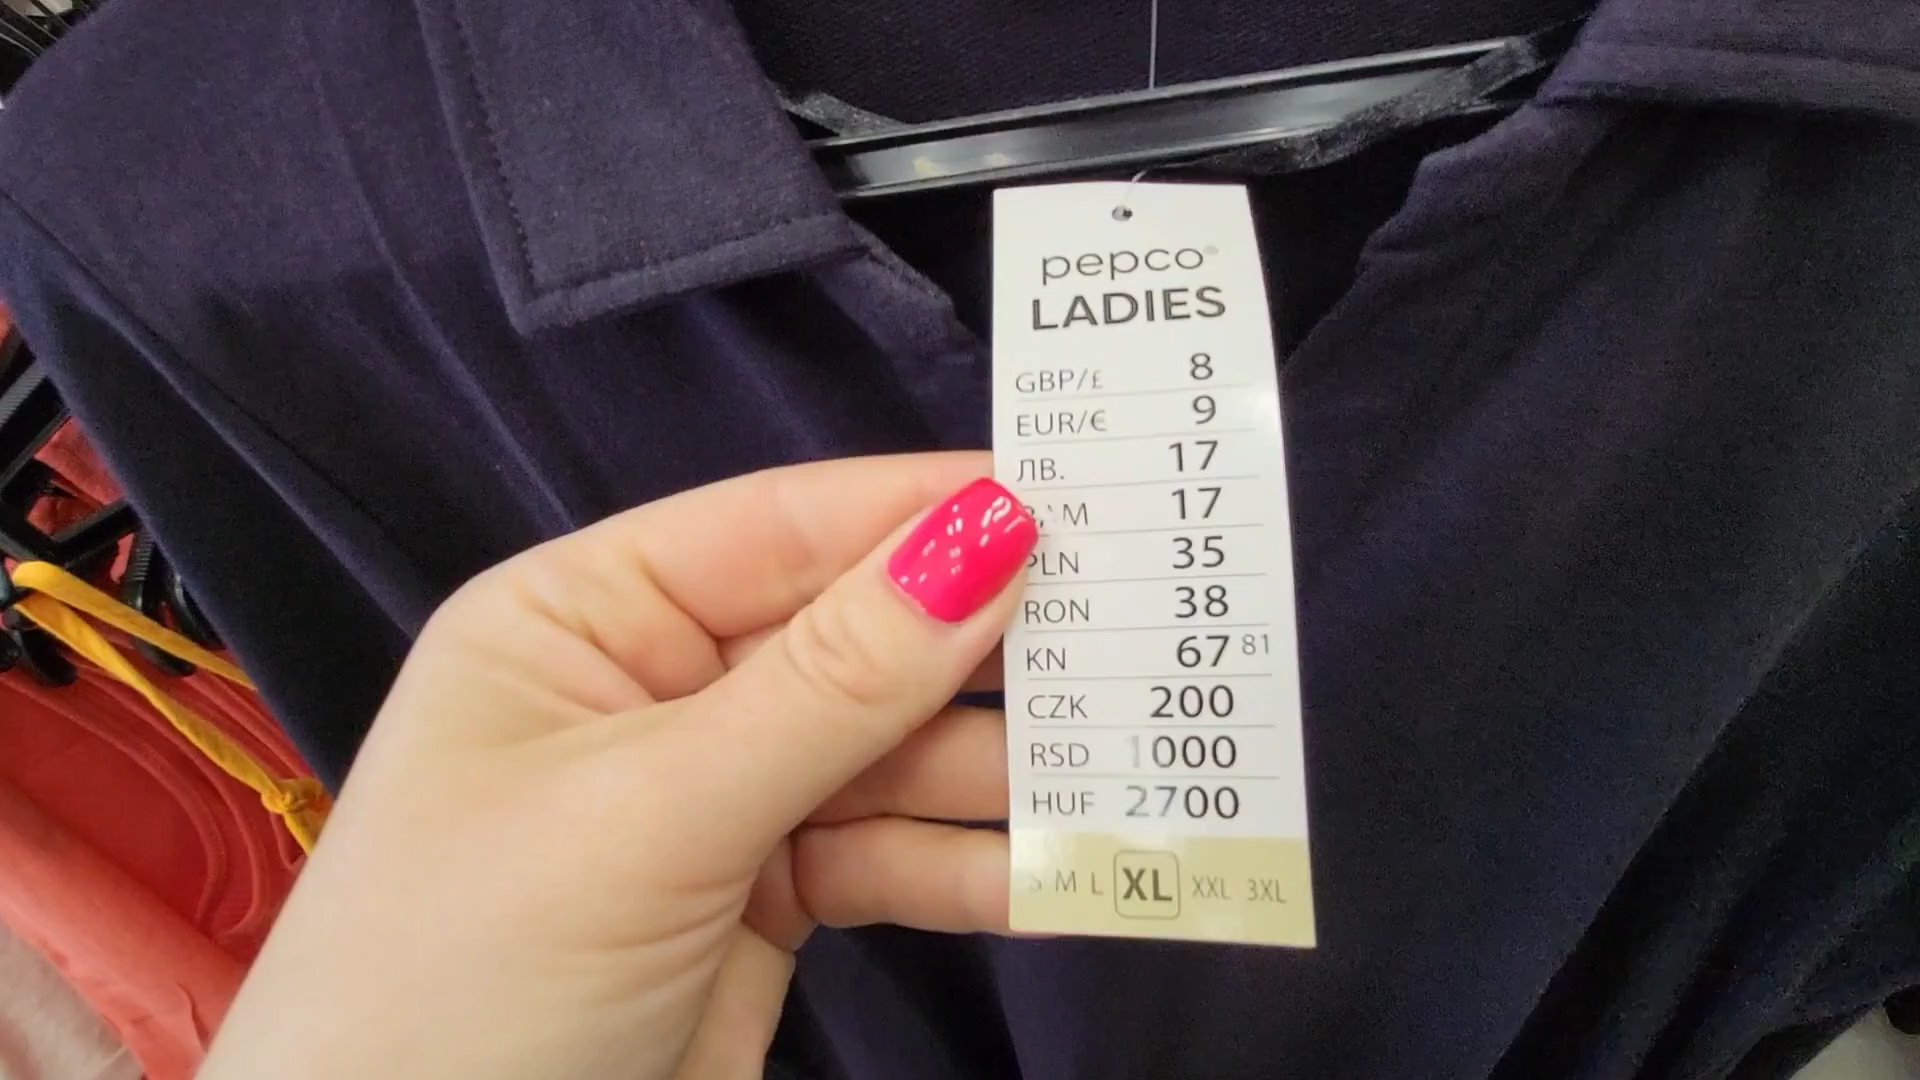 pepco®
LADIES
GBP/£ 8
EUR/€ 9
ЛВ. 17
17
PLN 35
RON 38
KN 67 81
CZK 200
RSD 1000
HUF 2700
S M L XL XXL 3XL